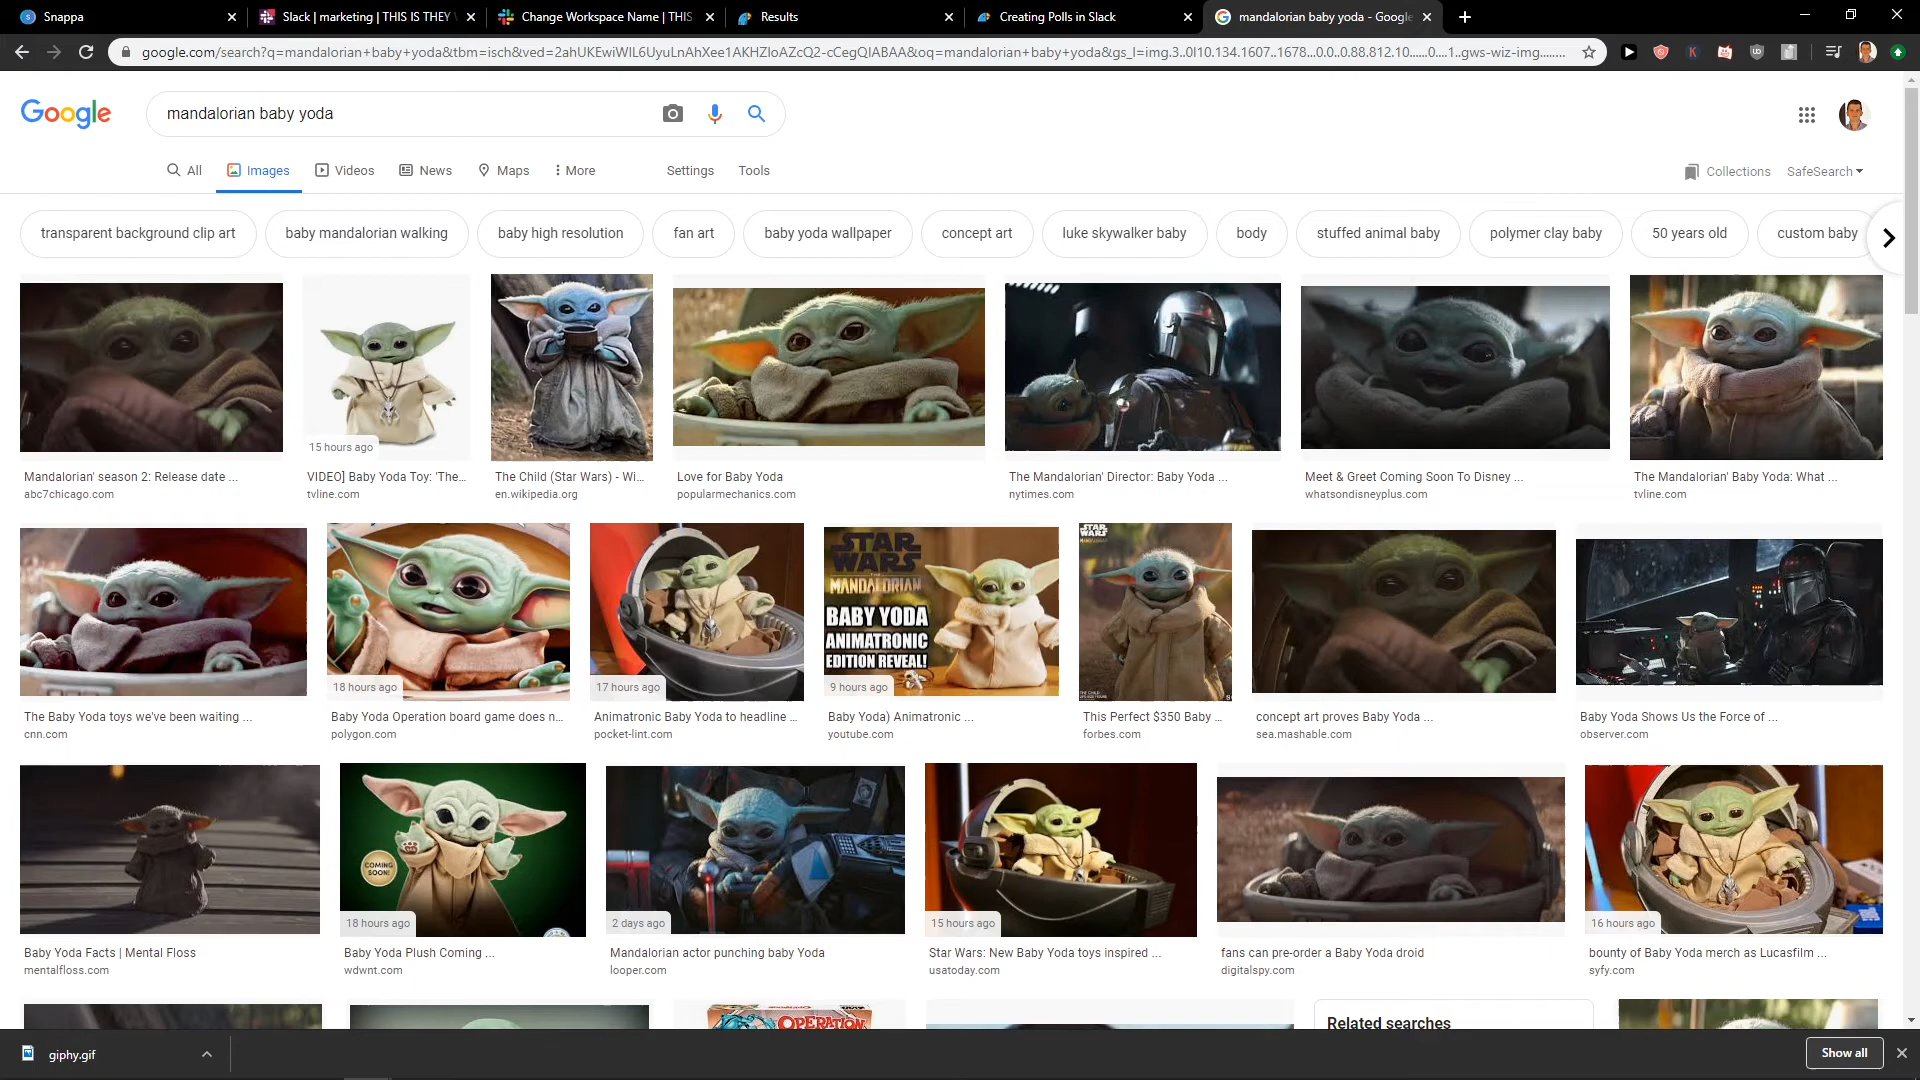 Snappa
Slack | marketing | THIS IS THEY
Change Workspace Name | THIS
Results
Creating Polls in Slack
mandalorian baby yoda - Google
google.com/search?q=mandalorian+baby+yoda&tbm=isch&ved=2ahUKEwiWlL6UyuLnAhXee1AKHZloAZcQ2-cCegQIABAA&oq=mandalorian+baby+yoda&gs_l=img.3..0l10.134.1607..1678...0.0..0.88.812.10......0....1..gws-wiz-img.........
Google
mandalorian baby yoda
All
Images
Videos
News
Maps
More
Settings
Tools
Collections
SafeSearch
transparent background clip art
baby mandalorian walking
baby high resolution
fan art
baby yoda wallpaper
concept art
luke skywalker baby
body
stuffed animal baby
polymer clay baby
50 years old
custom baby
15 hours ago
Mandalorian' season 2: Release date ...
abc7chicago.com
VIDEO] Baby Yoda Toy: 'The...
tvline.com
The Child (Star Wars) - Wi...
en.wikipedia.org
Love for Baby Yoda
popularmechanics.com
The Mandalorian' Director: Baby Yoda ...
nytimes.com
Meet & Greet Coming Soon To Disney ...
whatsondisneyplus.com
The Mandalorian' Baby Yoda: What ...
tvline.com
18 hours ago
17 hours ago
STAR WARS
MANDALORIAN
BABY YODA
ANIMATRONIC
EDITION REVEAL!
9 hours ago
STAR WARS
The Baby Yoda toys we've been waiting ...
cnn.com
Baby Yoda Operation board game does n...
polygon.com
Animatronic Baby Yoda to headline ...
pocket-lint.com
Baby Yoda) Animatronic ...
youtube.com
This Perfect $350 Baby ...
forbes.com
concept art proves Baby Yoda ...
sea.mashable.com
Baby Yoda Shows Us the Force of ...
observer.com
COMING
SOON!
18 hours ago
2 days ago
15 hours ago
16 hours ago
Baby Yoda Facts | Mental Floss
mentalfloss.com
Baby Yoda Plush Coming ...
wdwnt.com
Mandalorian actor punching baby Yoda
looper.com
Star Wars: New Baby Yoda toys inspired ...
usatoday.com
fans can pre-order a Baby Yoda droid
digitalspy.com
bounty of Baby Yoda merch as Lucasfilm ...
syfy.com
OPERATION
Related searches
giphy.gif
Show all